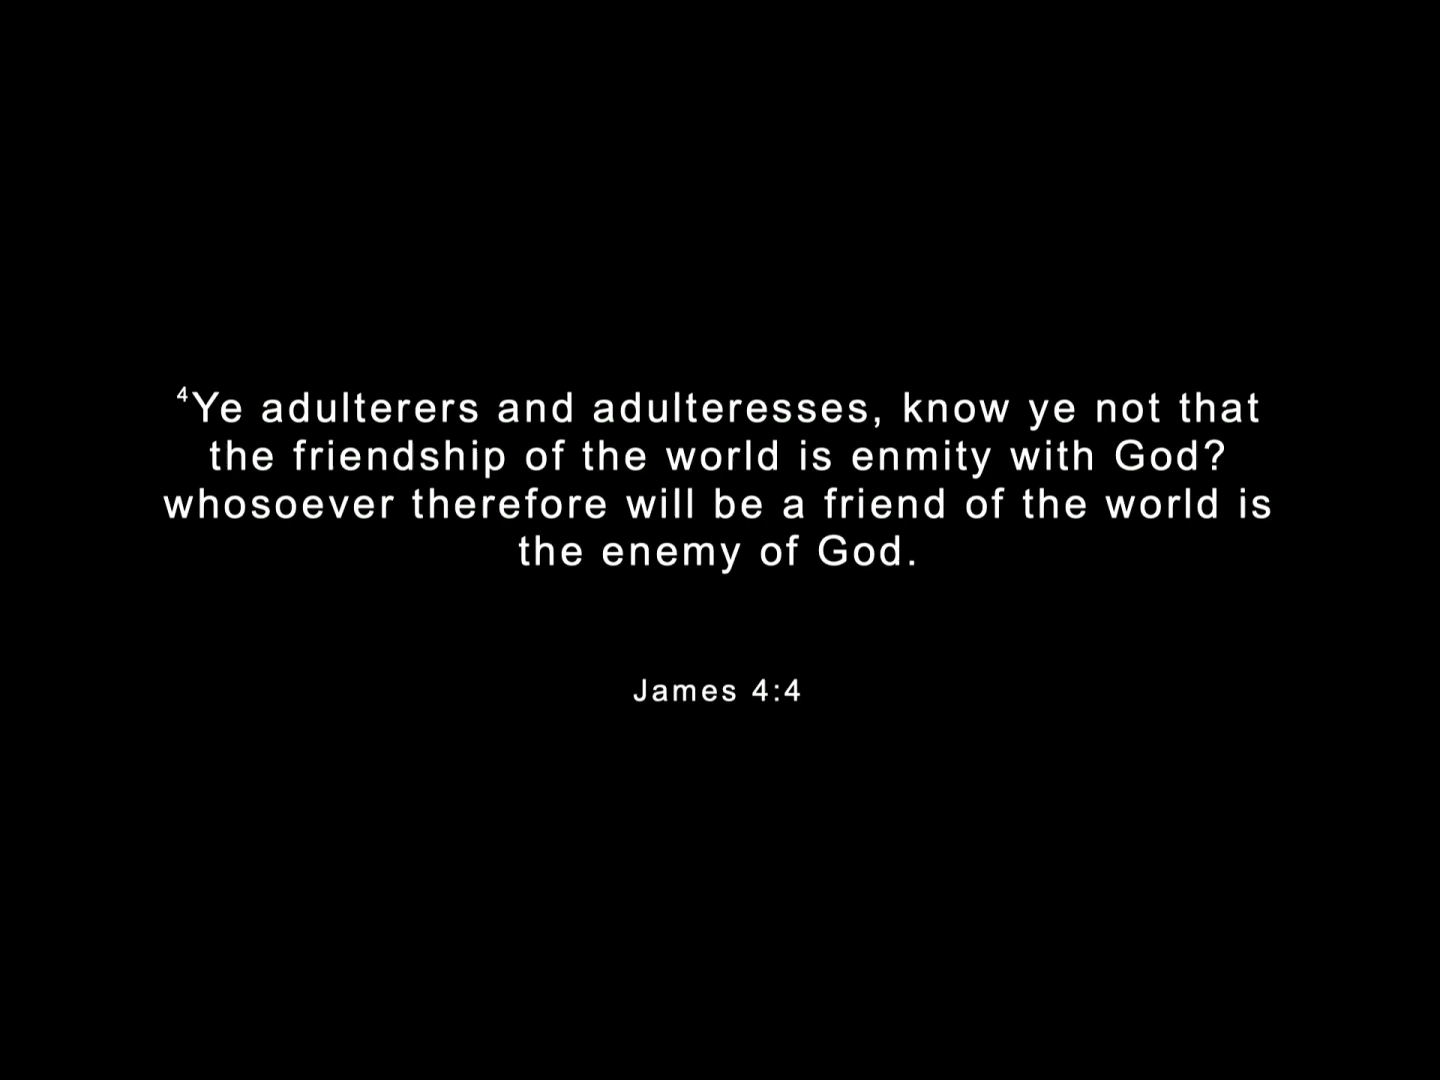 ⁴Ye adulterers and adulteresses, know ye not that
the friendship of the world is enmity with God?
whosoever therefore will be a friend of the world is
the enemy of God.
James 4:4